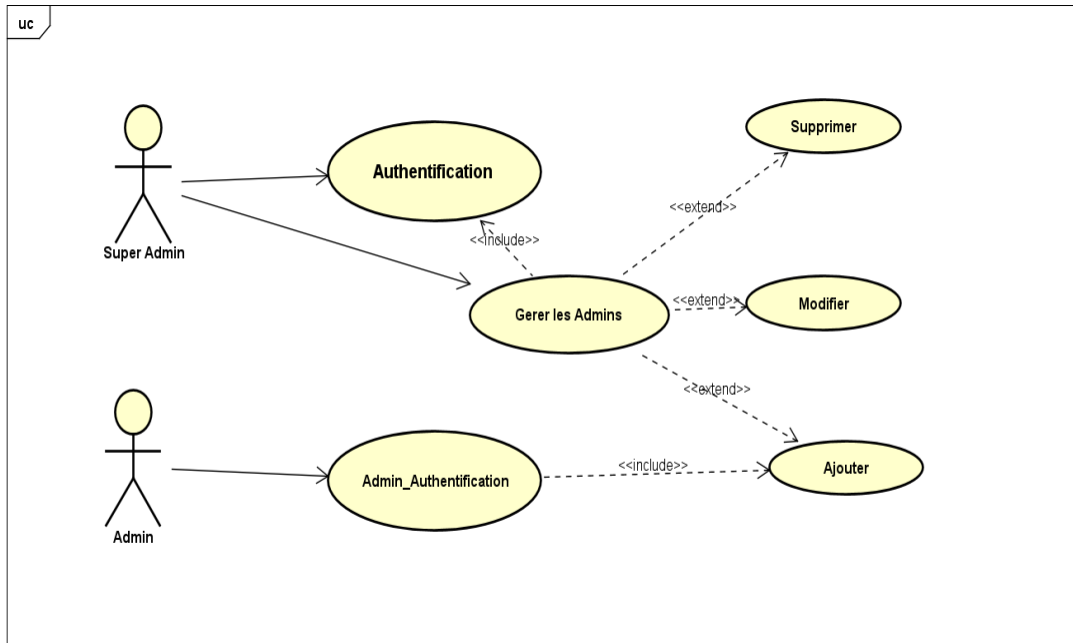 uc
Supprimer
Authentification
<<extend>>
<<include>>
Super Admin
<<extend>>
Modifier
Gerer les Admins
<<extend>>
<<include>>
Ajouter
Admin_Authentification
Admin